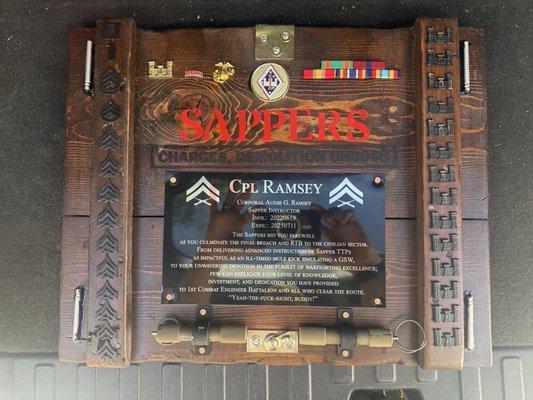 SAPPERS
CPL RAMSEY
CORPORAL AUDIE G. RAMSEY
SAPPER INSTRUCTOR
INFIL: 20220619
EXFIL: 20250711
THE SAPPERS BID YOU FAREWELL
AS YOU CULMINATE THE FINAL BREACH AND RTB TO THE CIVILIAN SECTOR.
FROM DELIVERING ADVANCED INSTRUCTION OF SAPPER TTPS
AS IMPACTFUL AS AN ILL-TIMED MULE KICK SIMULATING A GSW,
TO YOUR UNWAVERING DEVOTION IN THE PURSUIT OF WARFIGHTING EXCELLENCE;
FEW CAN REPLICATE YOUR LEVEL OF KNOWLEDGE,
INVESTMENT, AND DEDICATION YOU HAVE PROVIDED
TO 1ST COMBAT ENGINEER BATTALION AND ALL WHO CLEAR THE ROUTE.
"YEAH-THE-FUCK-RIGHT, BUDDY!"